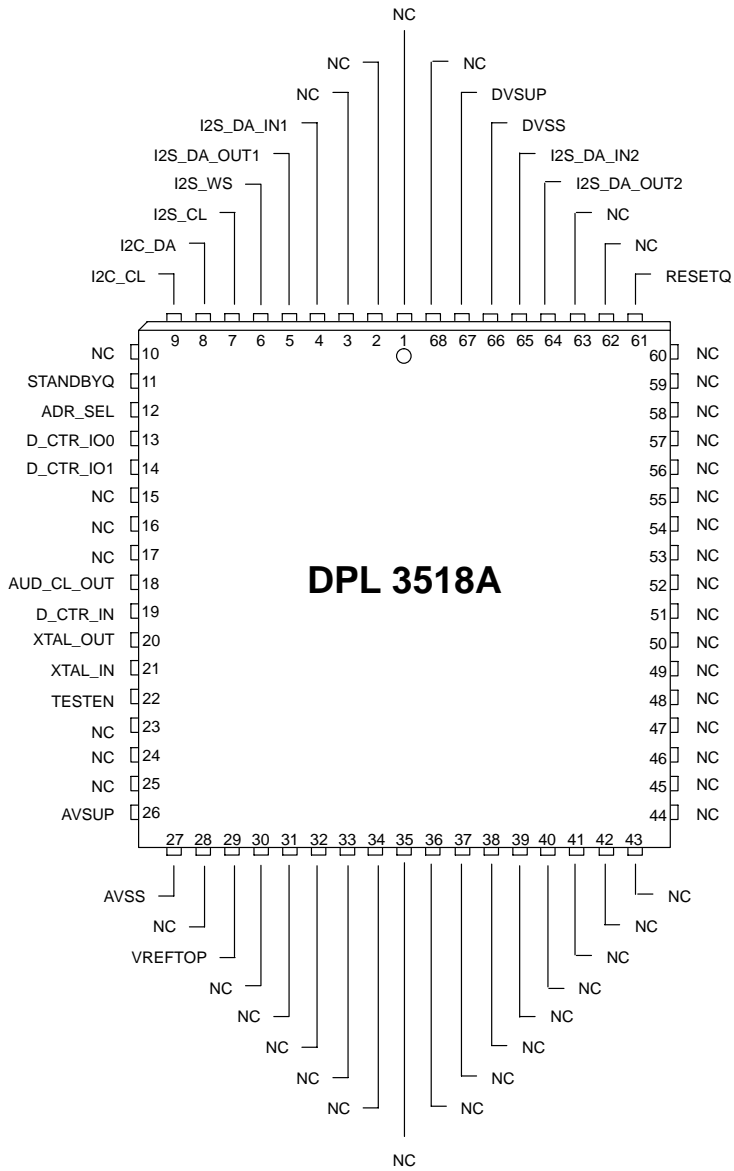 NC
NC NC
NC DVSUP
I2S_DA_IN1 DVSS
I2S_DA_OUT1 I2S_DA_IN2
I2S_WS I2S_DA_OUT2
I2S_CL NC
I2C_DA NC
I2C_CL RESETQ
9 8 7 6 5 4 3 2 1 68 67 66 65 64 63 62 61
NC 10 60 NC
STANDBYQ 11 59 NC
ADR_SEL 12 58 NC
D_CTR_IO0 13 57 NC
D_CTR_IO1 14 56 NC
NC 15 55 NC
NC 16 54 NC
NC 17 53 NC
DPL 3518A
AUD_CL_OUT 18 52 NC
D_CTR_IN 19 51 NC
XTAL_OUT 20 50 NC
XTAL_IN 21 49 NC
TESTEN 22 48 NC
NC 23 47 NC
NC 24 46 NC
NC 25 45 NC
AVSUP 26 44 NC
27 28 29 30 31 32 33 34 35 36 37 38 39 40 41 42 43
AVSS NC
NC NC
VREFTOP NC
NC NC
NC NC
NC NC
NC NC
NC NC
NC